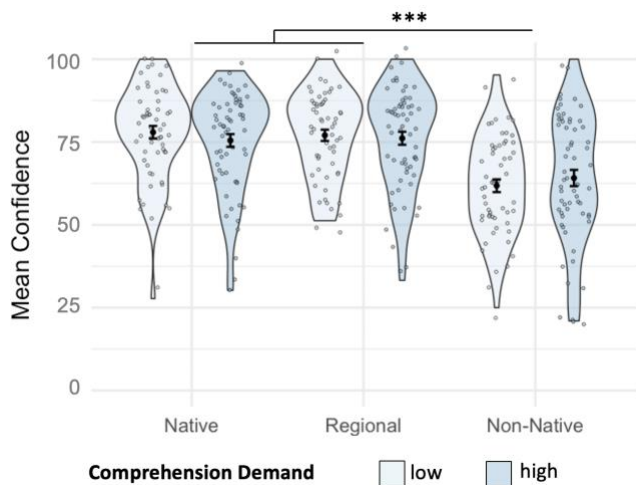 ***
100
75
50
25
0
Mean Confidence
Native Regional Non-Native
Comprehension Demand low high